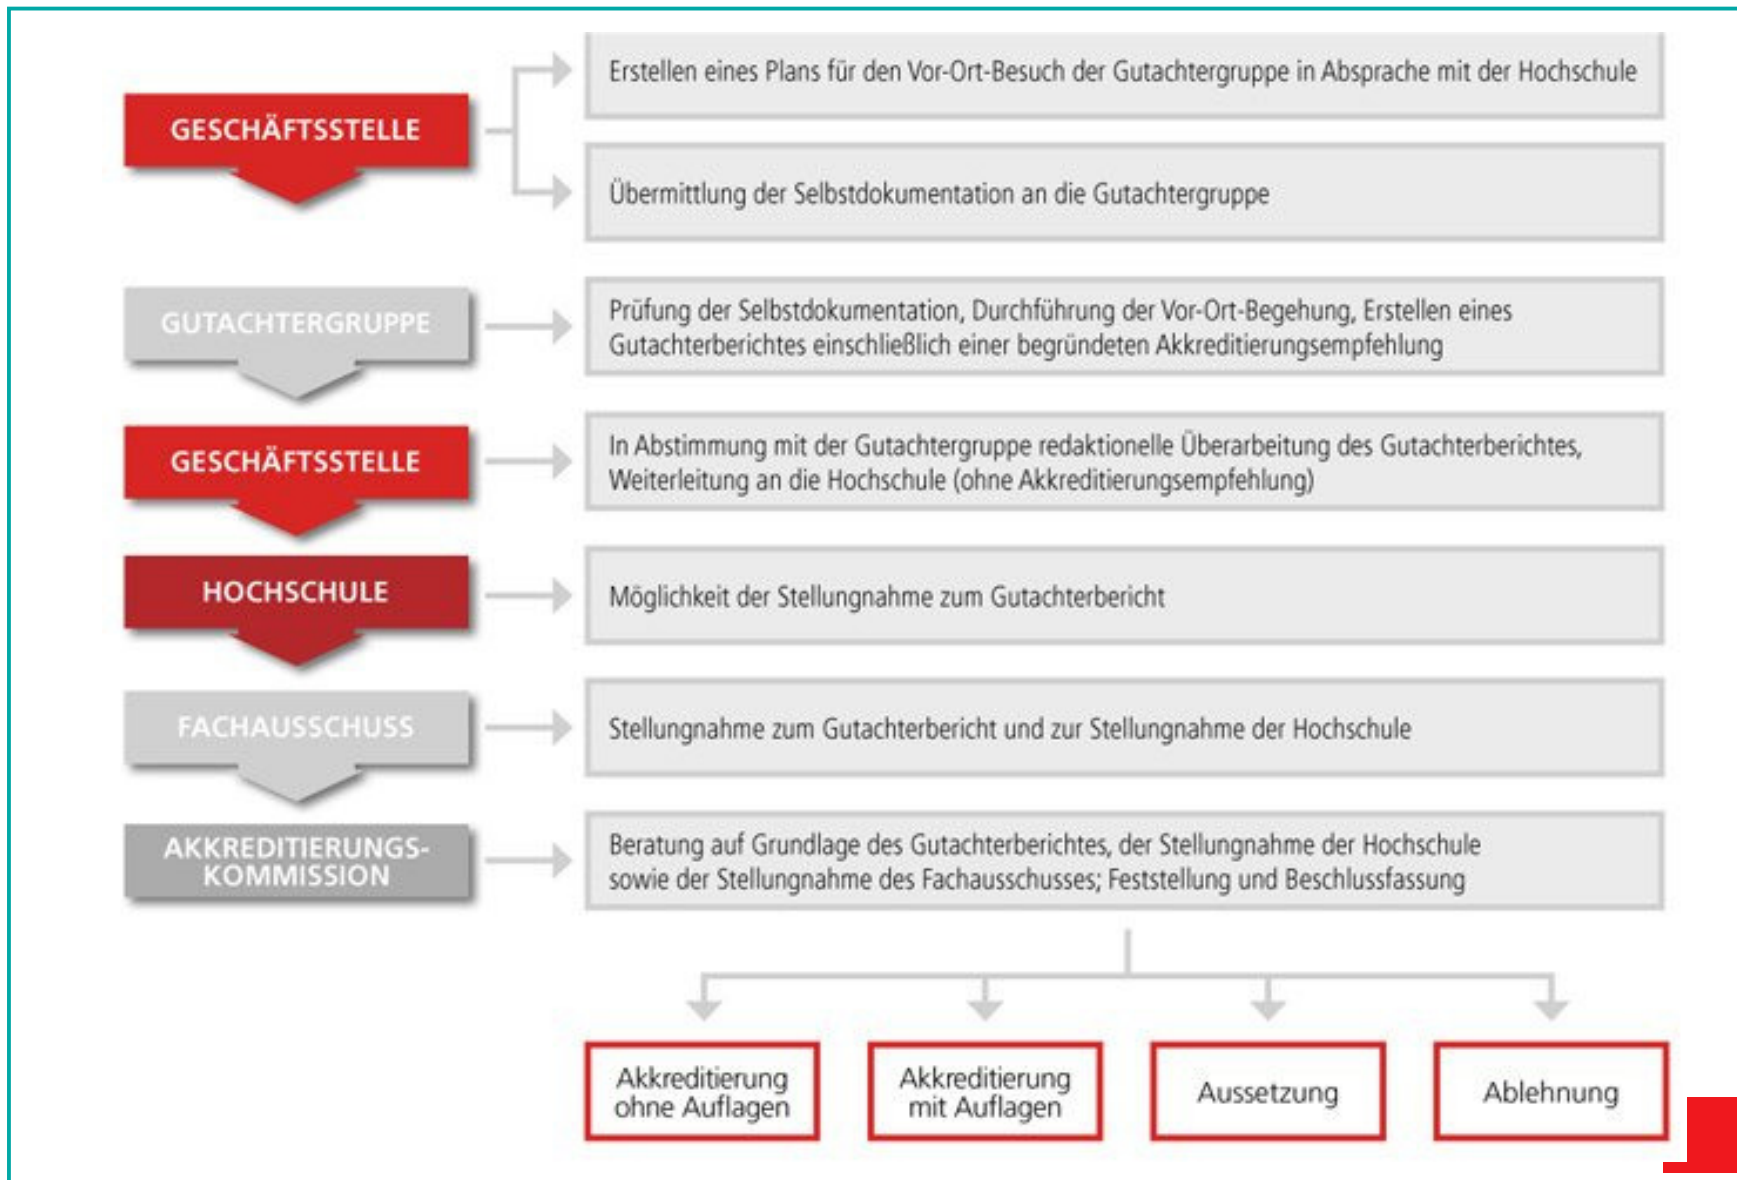 GESCHÄFTSSTELLE
Erstellen eines Plans für den Vor-Ort-Besuch der Gutachtergruppe in Absprache mit der Hochschule
Übermittlung der Selbstdokumentation an die Gutachtergruppe
GUTACHTERGRUPPE
Prüfung der Selbstdokumentation, Durchführung der Vor-Ort-Begehung, Erstellen eines
Gutachterberichtes einschließlich einer begründeten Akkreditierungsempfehlung
GESCHÄFTSSTELLE
In Abstimmung mit der Gutachtergruppe redaktionelle Überarbeitung des Gutachterberichtes,
Weiterleitung an die Hochschule (ohne Akkreditierungsempfehlung)
HOCHSCHULE
Möglichkeit der Stellungnahme zum Gutachterbericht
FACHAUSSCHUSS
Stellungnahme zum Gutachterbericht und zur Stellungnahme der Hochschule
AKKREDITIERUNGS-
KOMMISSION
Beratung auf Grundlage des Gutachterberichtes, der Stellungnahme der Hochschule
sowie der Stellungnahme des Fachausschusses; Feststellung und Beschlussfassung
Akkreditierung
ohne Auflagen
Akkreditierung
mit Auflagen
Aussetzung
Ablehnung